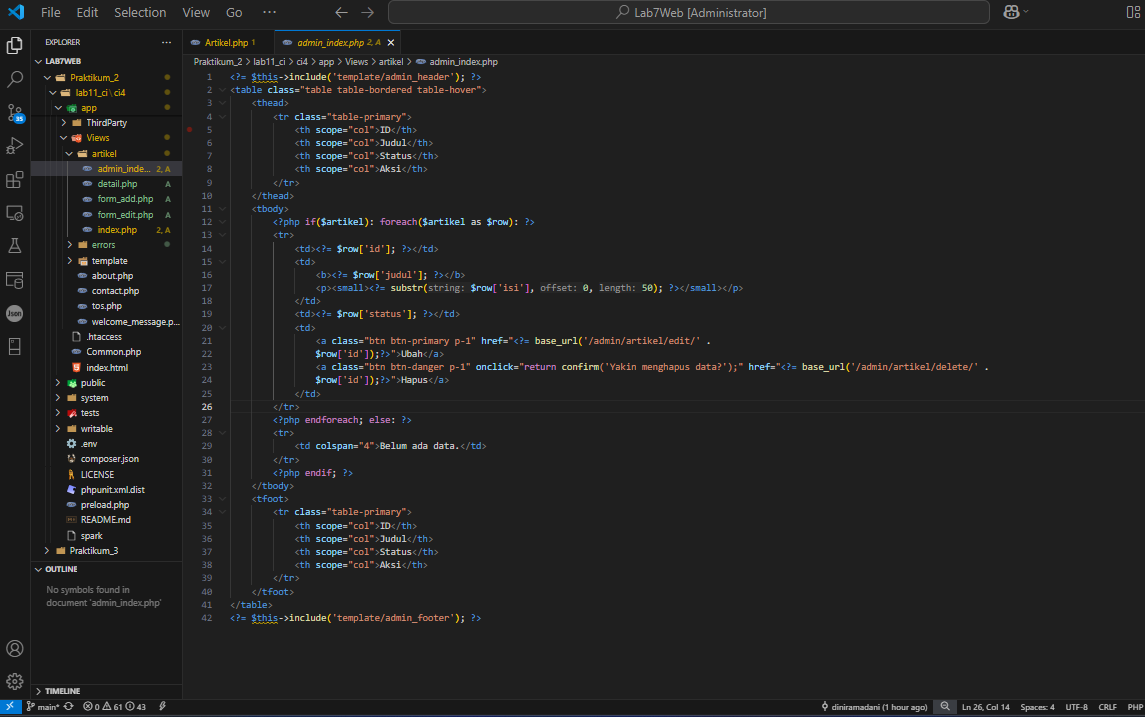 File Edit Selection View Go ··· ← → Lab7Web [Administrator]
EXPLORER ···
LAB7WEB
Praktikum_2
lab11_ci\ci4
app
ThirdParty
Views
artikel
admin_inde... 2, A
detail.php A
form_add.php A
form_edit.php A
index.php 2, A
errors
template
about.php
contact.php
tos.php
welcome_message.p...
.htaccess
Common.php
index.html
public
system
tests
writable
.env
composer.json
LICENSE
phpunit.xml.dist
preload.php
README.md
spark
Praktikum_3
OUTLINE
No symbols found in
document 'admin_index.php'
TIMELINE
35
Json
Artikel.php 1 admin_index.php 2, A ×
Praktikum_2 > lab11_ci > ci4 > app > Views > artikel > admin_index.php
1 <?= $this->include('template/admin_header'); ?>
2 <table class="table table-bordered table-hover">
3 <thead>
4 <tr class="table-primary">
5 <th scope="col">ID</th>
6 <th scope="col">Judul</th>
7 <th scope="col">Status</th>
8 <th scope="col">Aksi</th>
9 </tr>
10 </thead>
11 <tbody>
12 <?php if($artikel): foreach($artikel as $row): ?>
13 <tr>
14 <td><?= $row['id']; ?></td>
15 <td>
16 <b><?= $row['judul']; ?></b>
17 <p><small><?= substr(string: $row['isi'], offset: 0, length: 50); ?></small></p>
18 </td>
19 <td><?= $row['status']; ?></td>
20 <td>
21 <a class="btn btn-primary p-1" href="<?= base_url('/admin/artikel/edit/' .
22 $row['id']);?>">Ubah</a>
23 <a class="btn btn-danger p-1" onclick="return confirm('Yakin menghapus data?');" href="<?= base_url('/admin/artikel/delete/' .
24 $row['id']);?>">Hapus</a>
25 </td>
26 </tr>
27 <?php endforeach; else: ?>
28 <tr>
29 <td colspan="4">Belum ada data.</td>
30 </tr>
31 <?php endif; ?>
32 </tbody>
33 <tfoot>
34 <tr class="table-primary">
35 <th scope="col">ID</th>
36 <th scope="col">Judul</th>
37 <th scope="col">Status</th>
38 <th scope="col">Aksi</th>
39 </tr>
40 </tfoot>
41 </table>
42 <?= $this->include('template/admin_footer'); ?>
main* 0 61 43 diniramadani (1 hour ago) Ln 26, Col 14 Spaces: 4 UTF-8 CRLF PHP